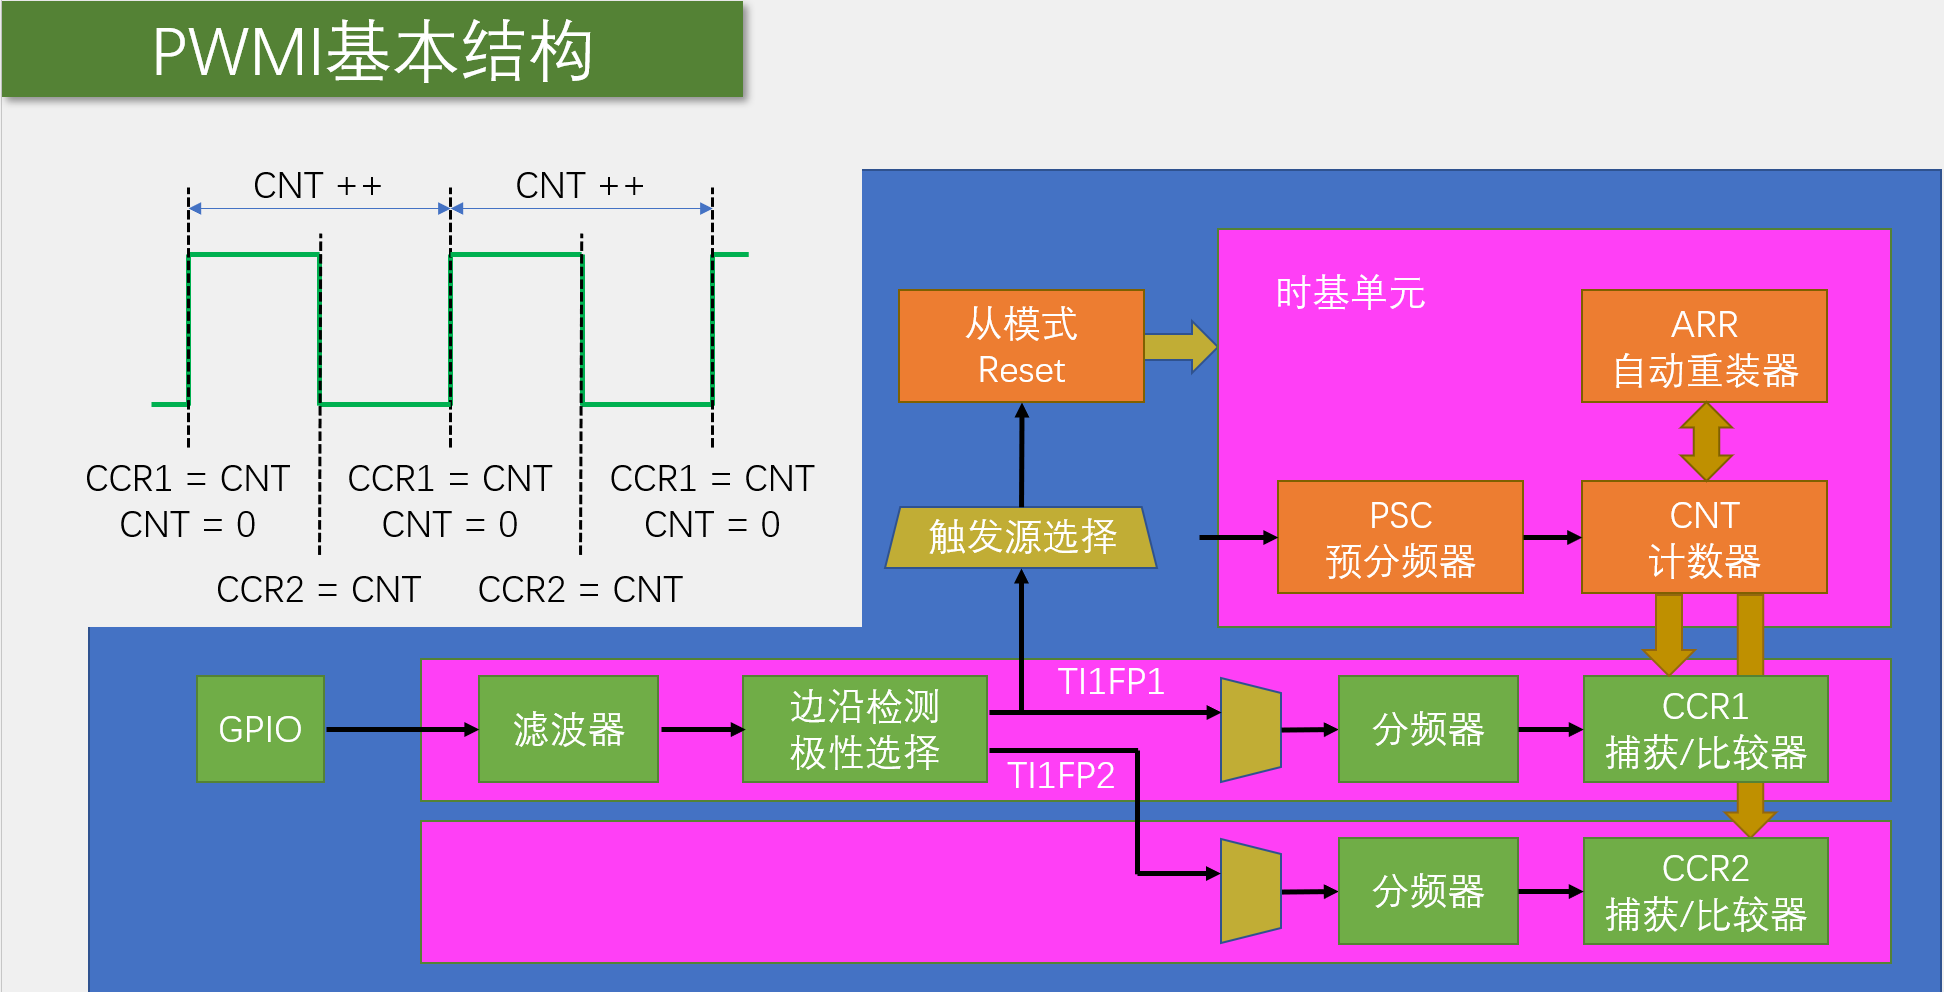 PWMI基本结构
CNT ++
CNT ++
CCR1 = CNT
CNT = 0
CCR1 = CNT
CNT = 0
CCR1 = CNT
CNT = 0
CCR2 = CNT
CCR2 = CNT
从模式
Reset
时基单元
ARR
自动重装器
触发源选择
PSC
预分频器
CNT
计数器
GPIO
滤波器
边沿检测
极性选择
TI1FP1
TI1FP2
分频器
CCR1
捕获/比较器
分频器
CCR2
捕获/比较器